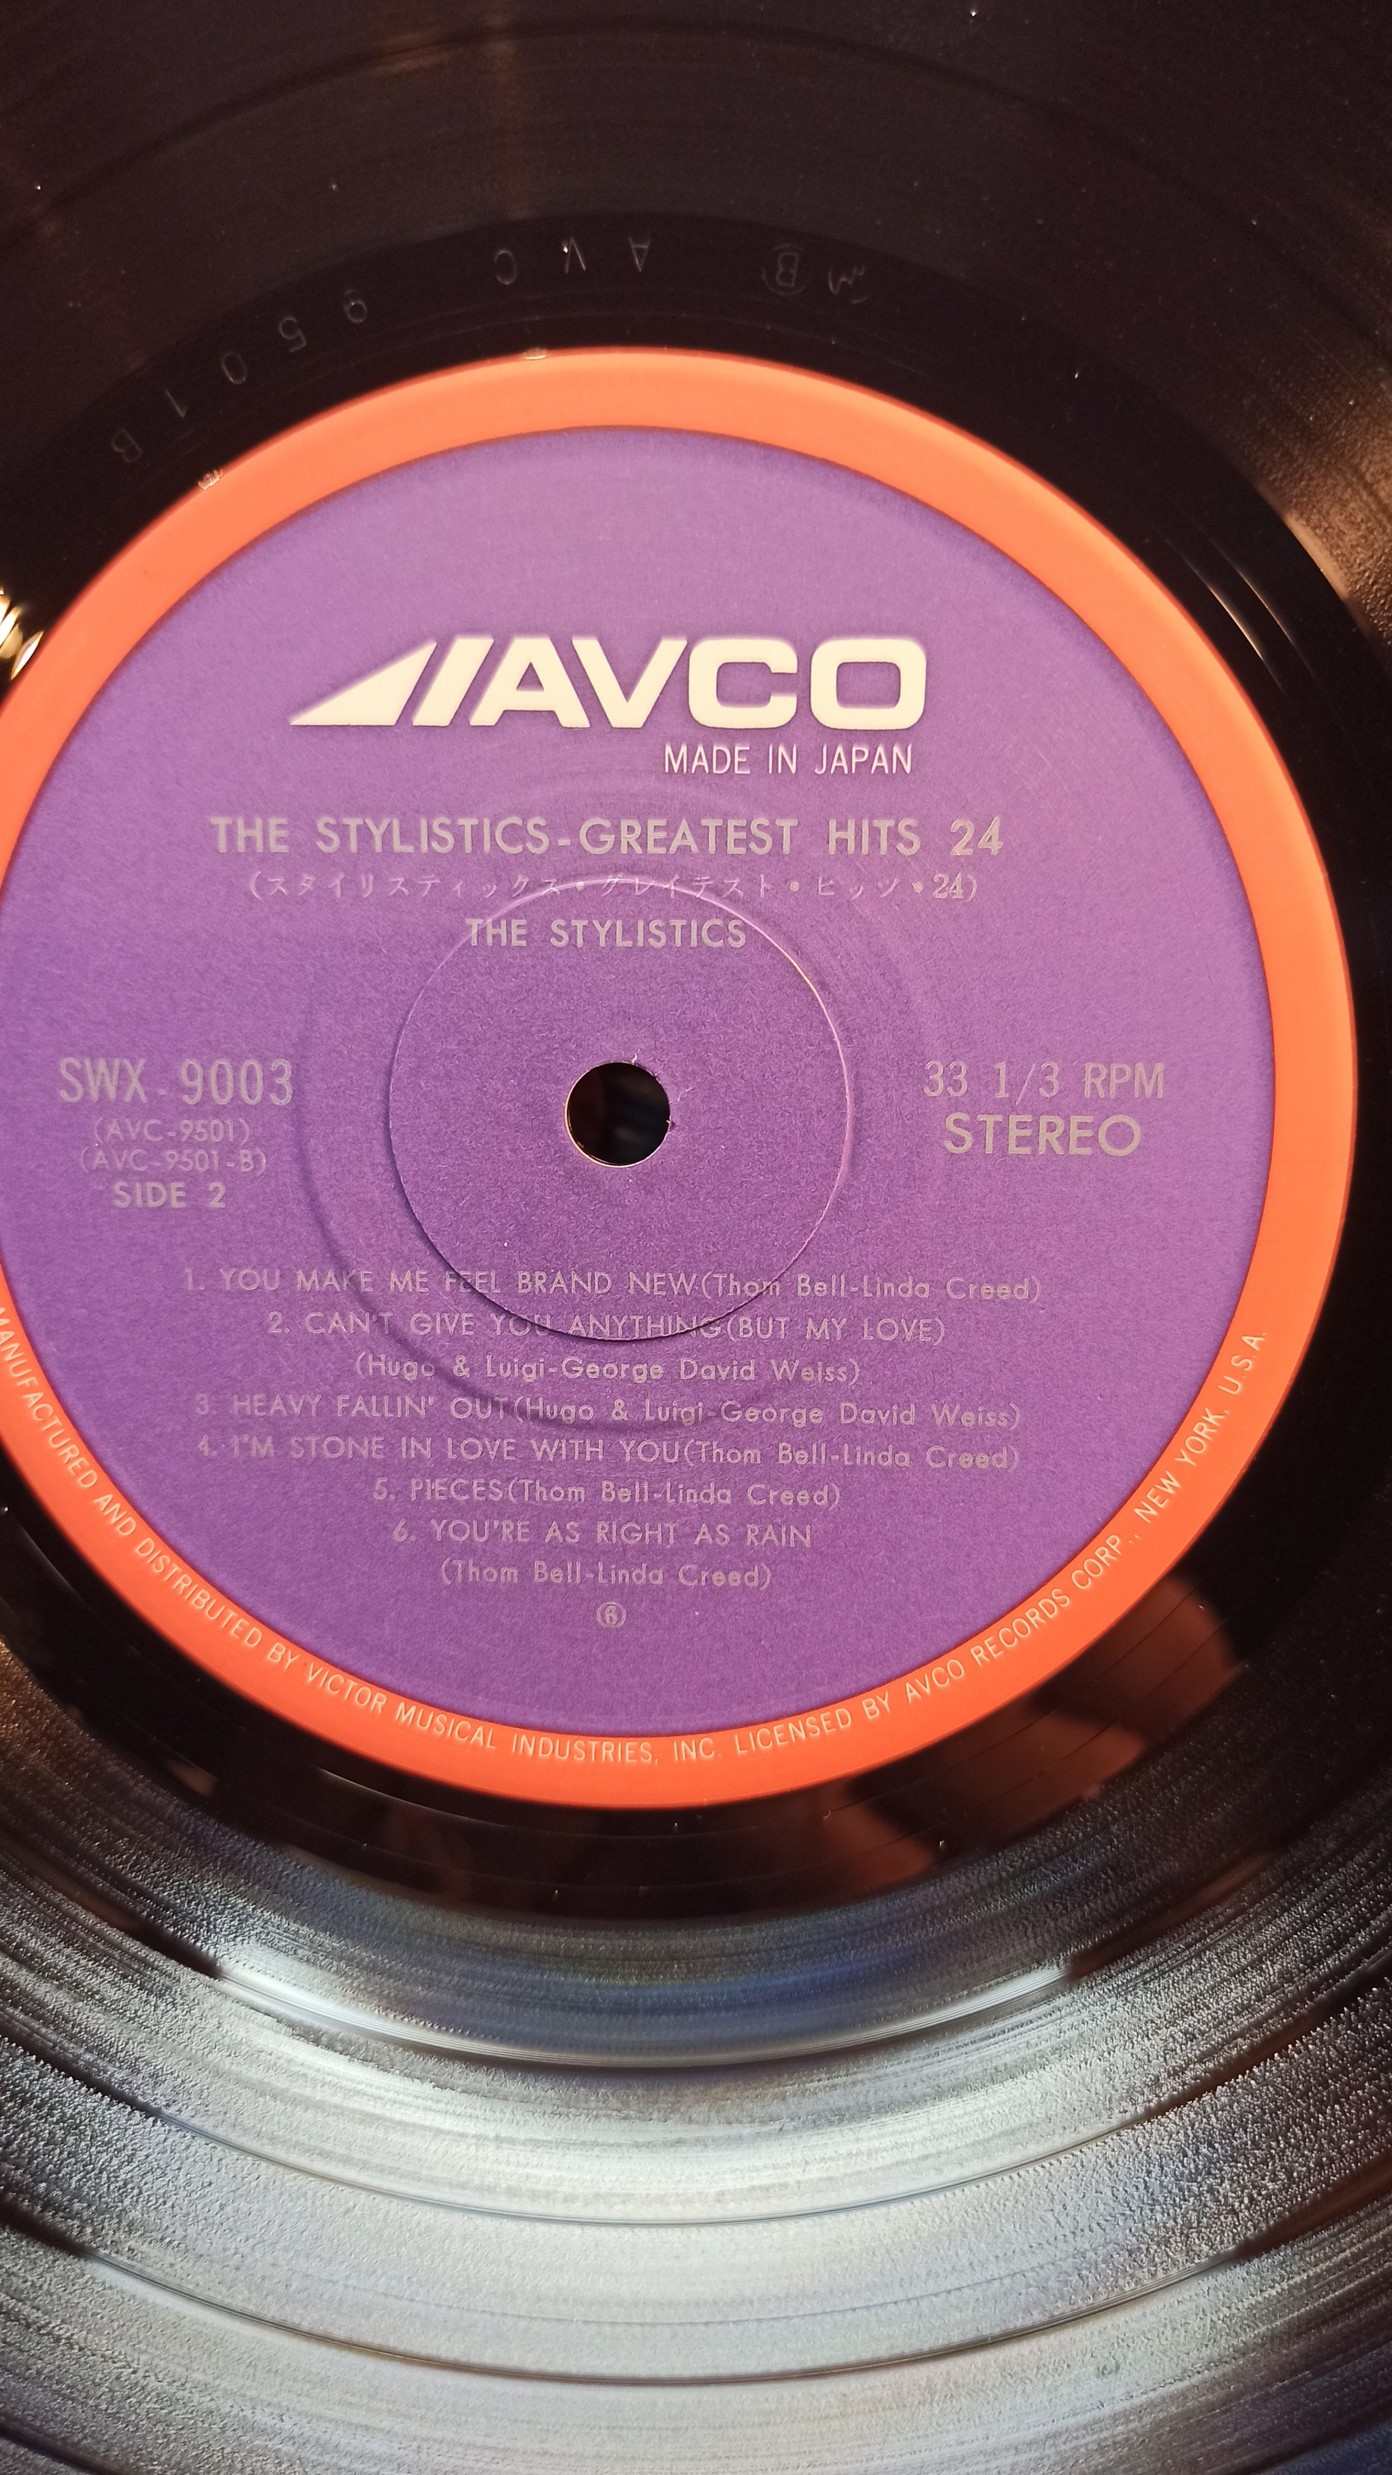 AVC 9501B
AVCO
MADE IN JAPAN
THE STYLISTICS-GREATEST HITS 24
(スタイリスティックス・グレイテスト・ヒッツ・24)
THE STYLISTICS
SWX-9003
(AVC-9501)
(AVC-9501-B)
SIDE 2
33 1/3 RPM
STEREO
1. YOU MAKE ME FEEL BRAND NEW(Thom Bell-Linda Creed)
2. CAN'T GIVE YOU ANYTHING(BUT MY LOVE)
(Hugo & Luigi-George David Weiss)
3. HEAVY FALLIN' OUT(Hugo & Luigi-George David Weiss)
4. I'M STONE IN LOVE WITH YOU(Thom Bell-Linda Creed)
5. PIECES(Thom Bell-Linda Creed)
6. YOU'RE AS RIGHT AS RAIN
(Thom Bell-Linda Creed)
MANUFACTURED AND DISTRIBUTED BY VICTOR MUSICAL INDUSTRIES, INC. LICENSED BY AVCO RECORDS CORP., NEW YORK, U.S.A.